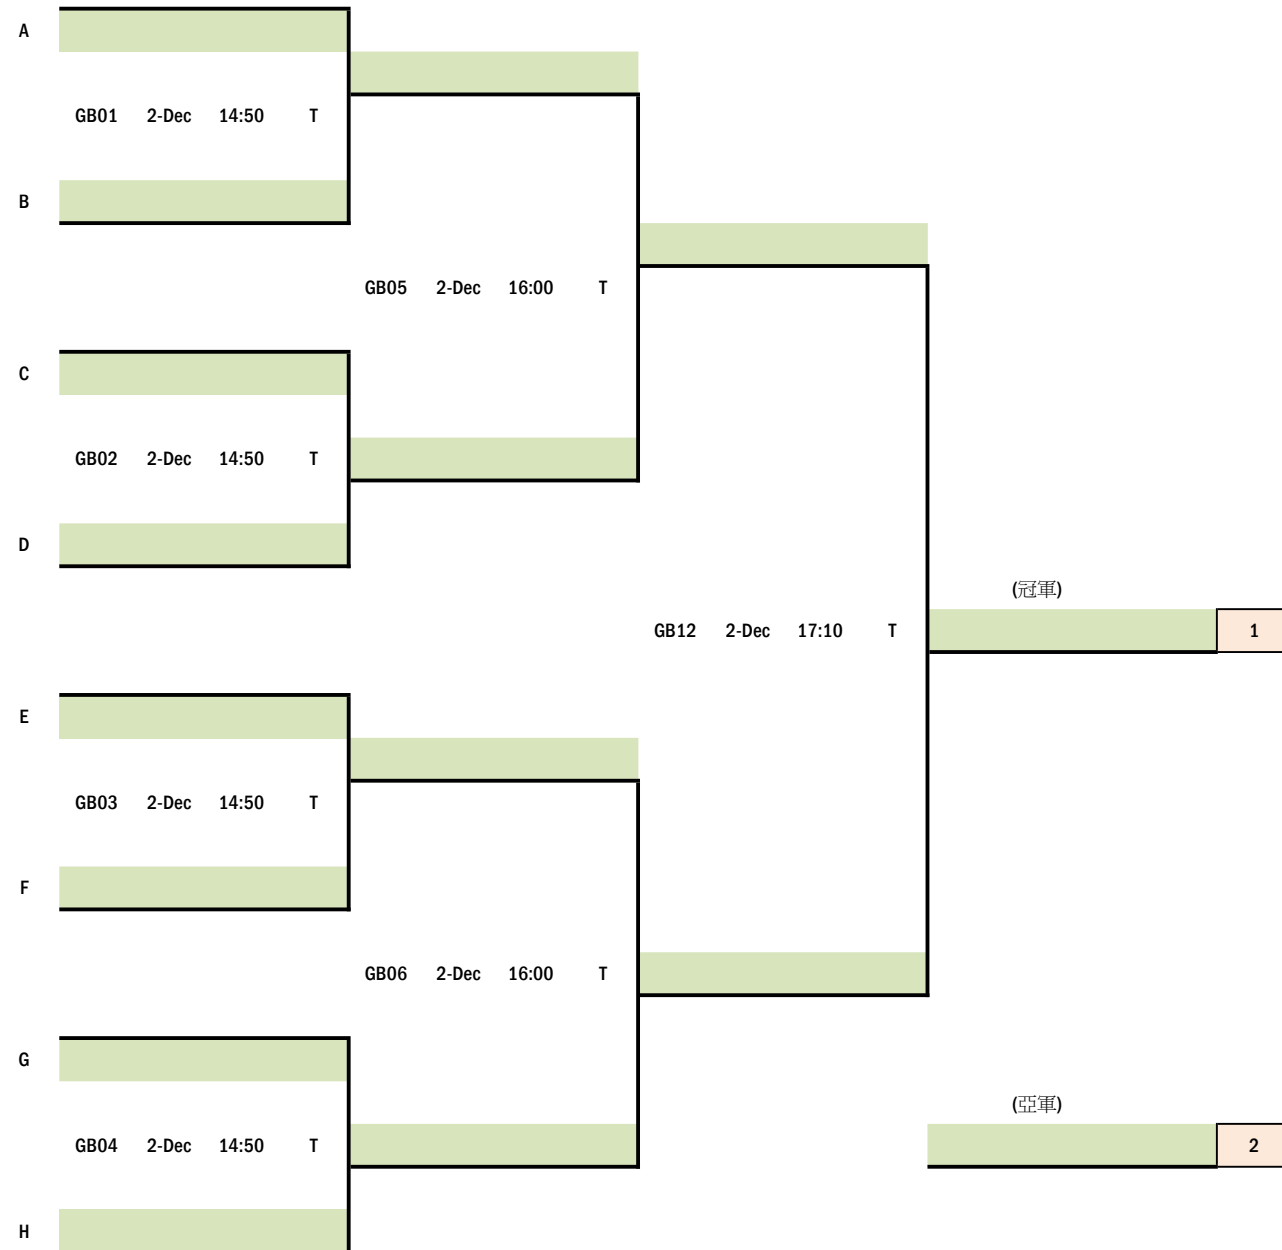 A
GB01 2-Dec 14:50 T
B
GB05 2-Dec 16:00 T
C
GB02 2-Dec 14:50 T
D
(冠軍)
GB12 2-Dec 17:10 T 1
E
GB03 2-Dec 14:50 T
F
GB06 2-Dec 16:00 T
G
(亞軍)
GB04 2-Dec 14:50 T 2
H